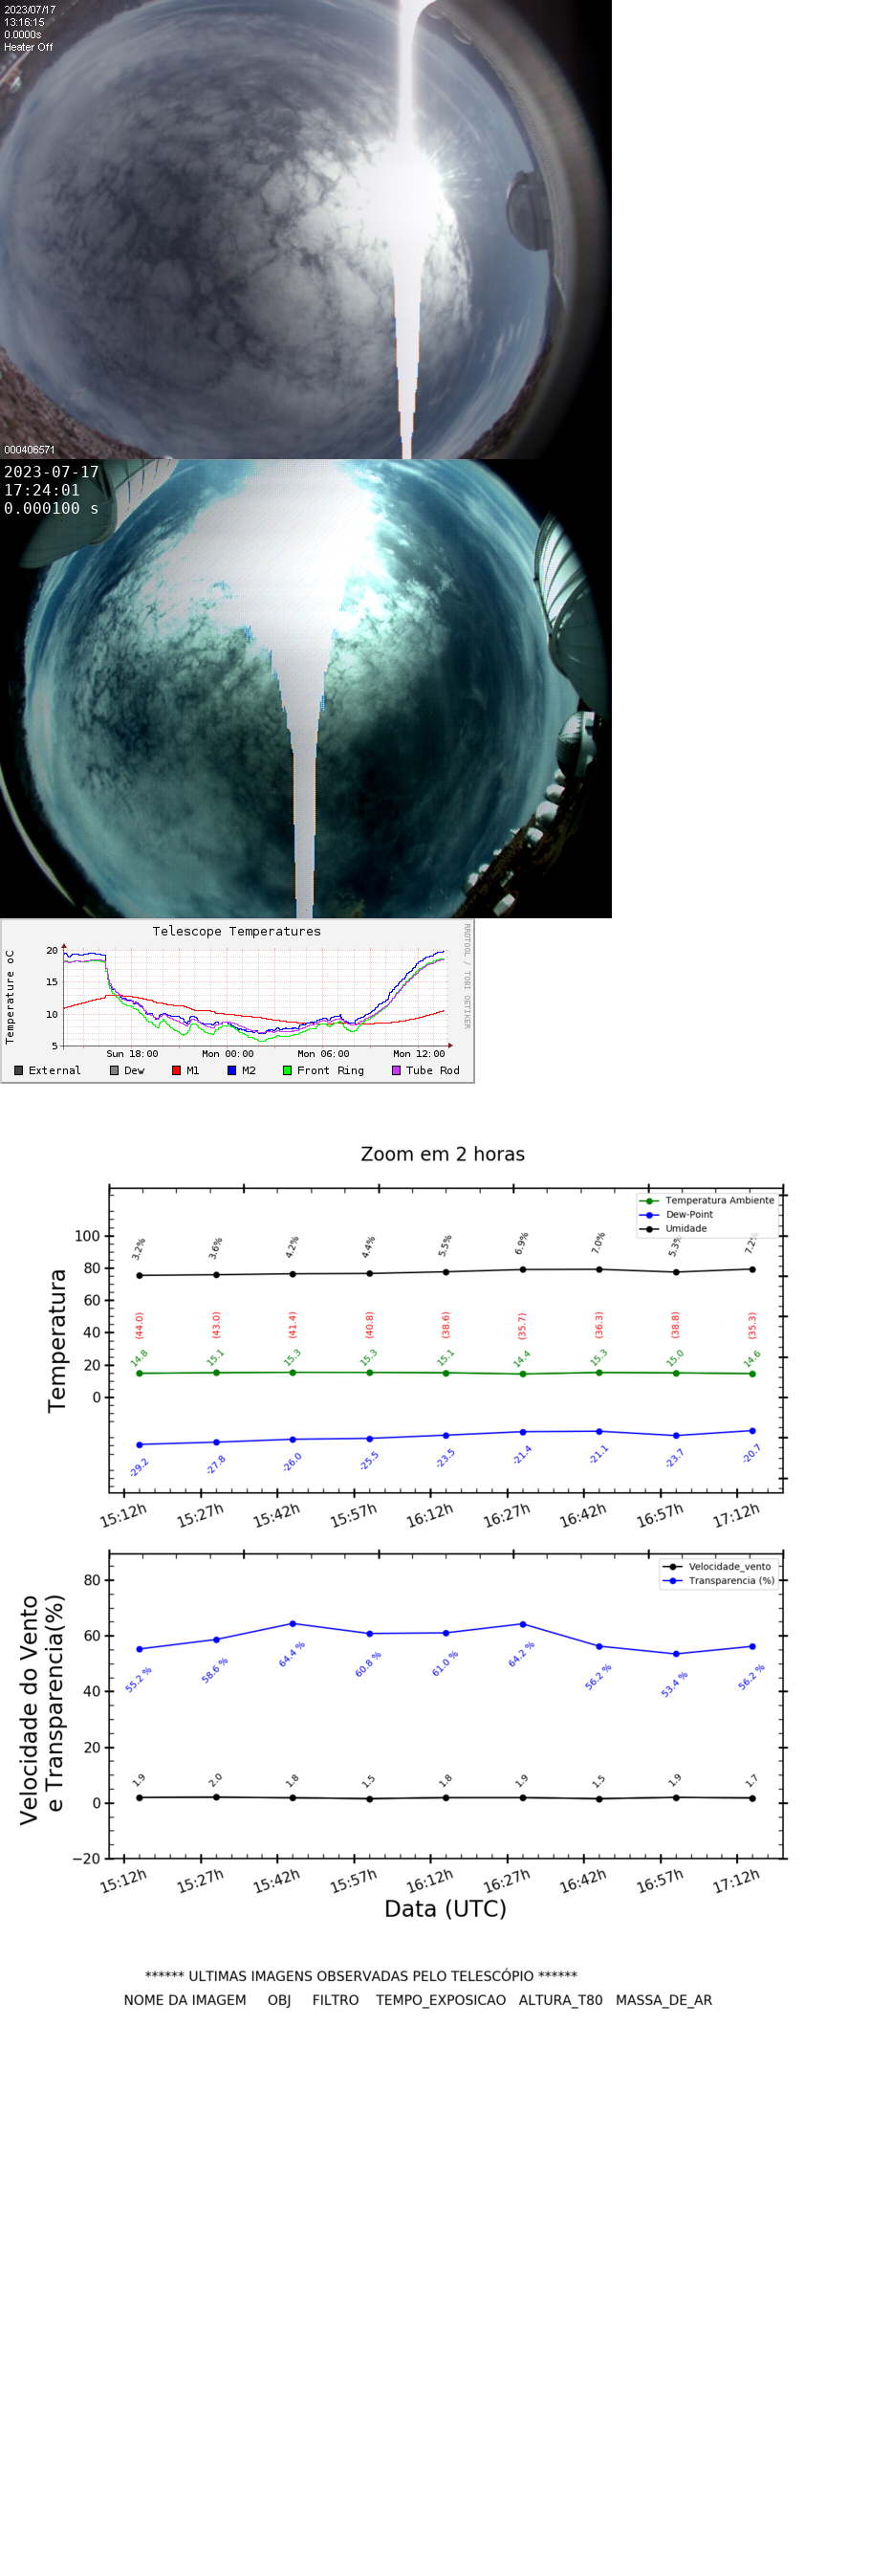 2023/07/17
13:16:15
0.0000s
Heater Off
000406571
2023-07-17
17:24:01
0.000100 s
Telescope Temperatures
RRDTOOL / TOBI OETIKER
Temperature oC
20
15
10
5
Sun 18:00 Mon 00:00 Mon 06:00 Mon 12:00
External Dew M1 M2 Front Ring Tube Rod
Zoom em 2 horas
Temperatura
Temperatura Ambiente
Dew-Point
Umidade
100
80
60
40
20
0
3.2% 3.6% 4.2% 4.4% 5.5% 6.9% 7.0% 5.3% 7.2%
(44.0) (43.0) (41.4) (40.8) (38.6) (35.7) (36.3) (38.8) (35.3)
14.8 15.1 15.3 15.3 15.1 14.4 15.3 15.0 14.6
-29.2 -27.8 -26.0 -25.5 -23.5 -21.4 -21.1 -23.7 -20.7
15:12h 15:27h 15:42h 15:57h 16:12h 16:27h 16:42h 16:57h 17:12h
Velocidade do Vento
e Transparencia(%)
Velocidade_vento
Transparencia (%)
80
60
40
20
0
−20
55.2 % 58.6 % 64.4 % 60.8 % 61.0 % 64.2 % 56.2 % 53.4 % 56.2 %
1.9 2.0 1.8 1.5 1.8 1.9 1.5 1.9 1.7
15:12h 15:27h 15:42h 15:57h 16:12h 16:27h 16:42h 16:57h 17:12h
Data (UTC)
****** ULTIMAS IMAGENS OBSERVADAS PELO TELESCÓPIO ******
NOME DA IMAGEM OBJ FILTRO TEMPO_EXPOSICAO ALTURA_T80 MASSA_DE_AR